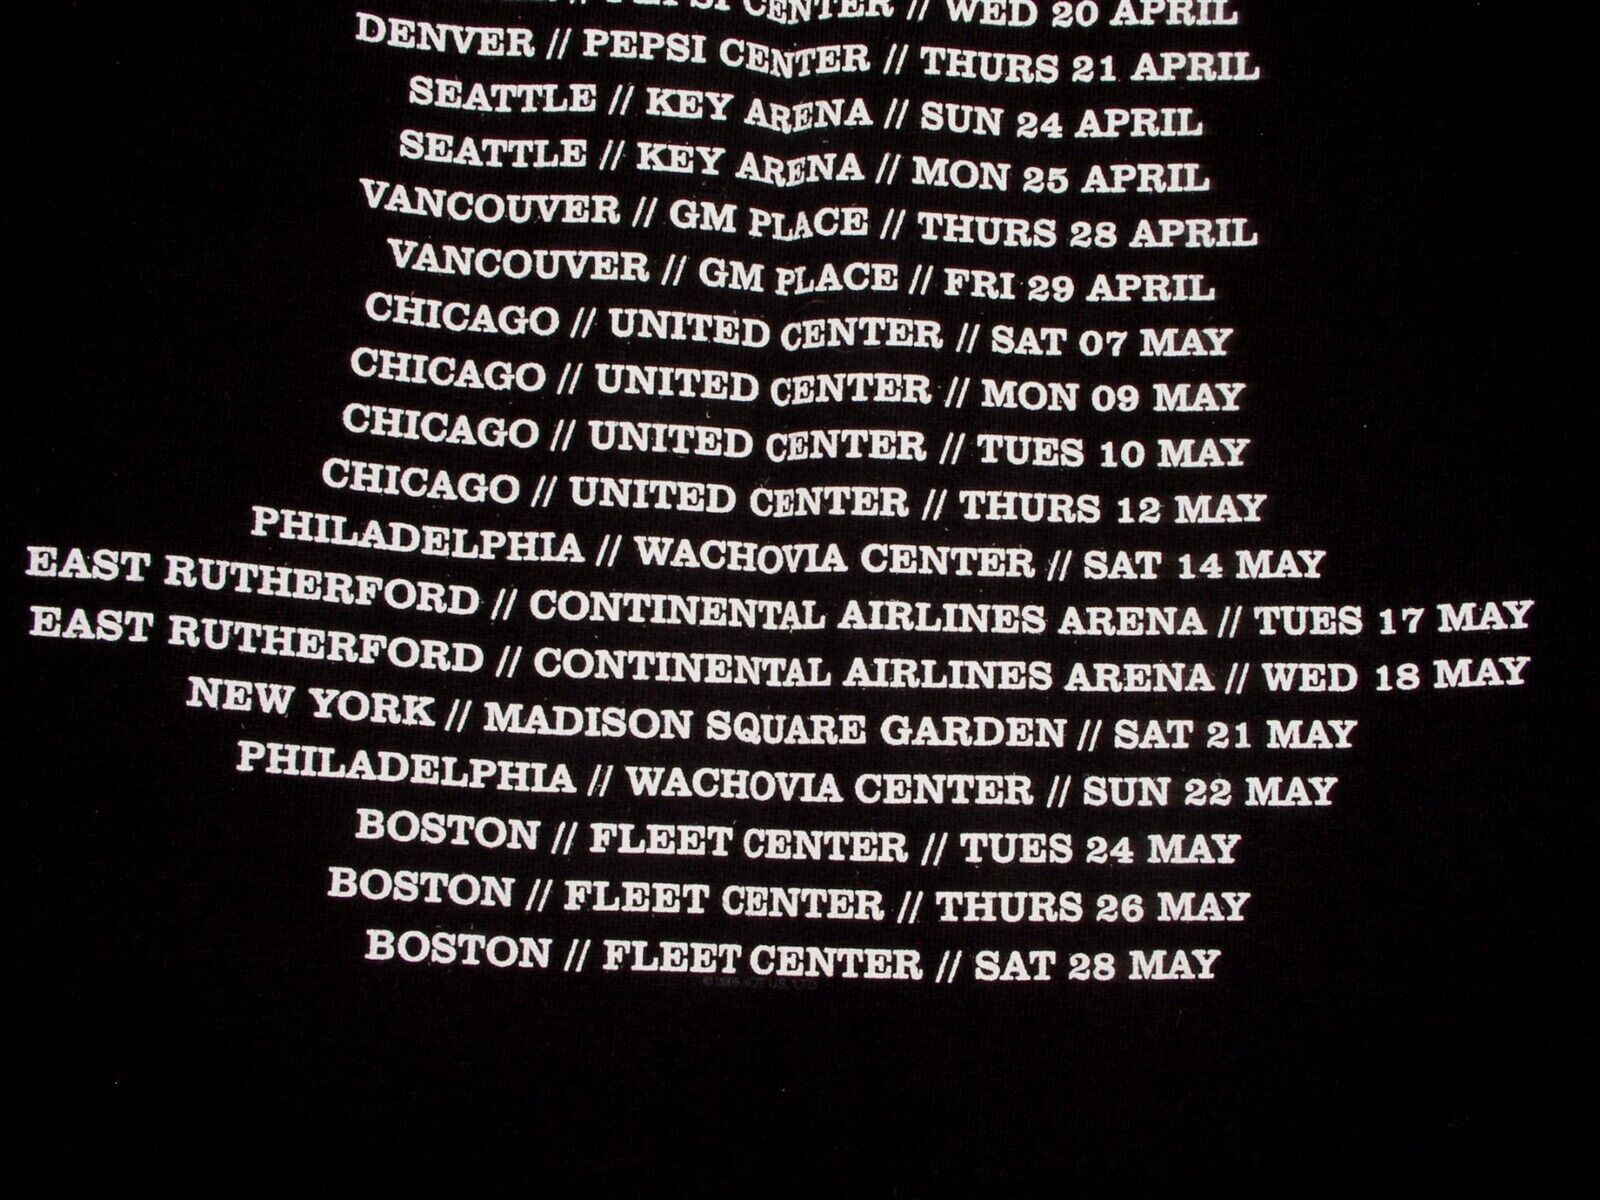 // PEPSI CENTER // WED 20 APRIL
DENVER // PEPSI CENTER // THURS 21 APRIL
SEATTLE // KEY ARENA // SUN 24 APRIL
SEATTLE // KEY ARENA // MON 25 APRIL
VANCOUVER // GM PLACE // THURS 28 APRIL
VANCOUVER // GM PLACE // FRI 29 APRIL
CHICAGO // UNITED CENTER // SAT 07 MAY
CHICAGO // UNITED CENTER // MON 09 MAY
CHICAGO // UNITED CENTER // TUES 10 MAY
CHICAGO // UNITED CENTER // THURS 12 MAY
PHILADELPHIA // WACHOVIA CENTER // SAT 14 MAY
EAST RUTHERFORD // CONTINENTAL AIRLINES ARENA // TUES 17 MAY
EAST RUTHERFORD // CONTINENTAL AIRLINES ARENA // WED 18 MAY
NEW YORK // MADISON SQUARE GARDEN // SAT 21 MAY
PHILADELPHIA // WACHOVIA CENTER // SUN 22 MAY
BOSTON // FLEET CENTER // TUES 24 MAY
BOSTON // FLEET CENTER // THURS 26 MAY
BOSTON // FLEET CENTER // SAT 28 MAY